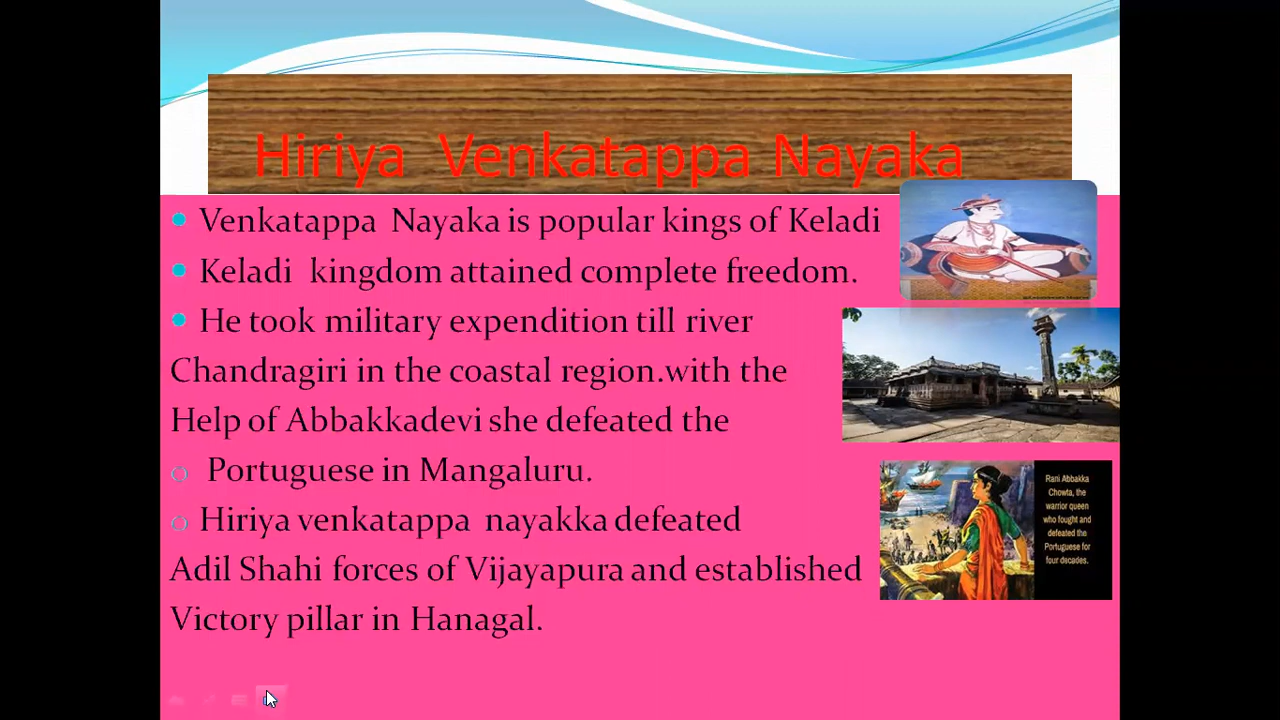 Hiriya Venkatappa Nayaka
Venkatappa Nayaka is popular kings of Keladi
Keladi kingdom attained complete freedom.
He took military expendition till river
Chandragiri in the coastal region.with the
Help of Abbakkadevi she defeated the
Portuguese in Mangaluru.
Hiriya venkatappa nayakka defeated
Adil Shahi forces of Vijayapura and established
Victory pillar in Hanagal.
Rani Abbakka
Chowta, the
warrior queen
who fought and
defeated the
Portuguese for
four decades.